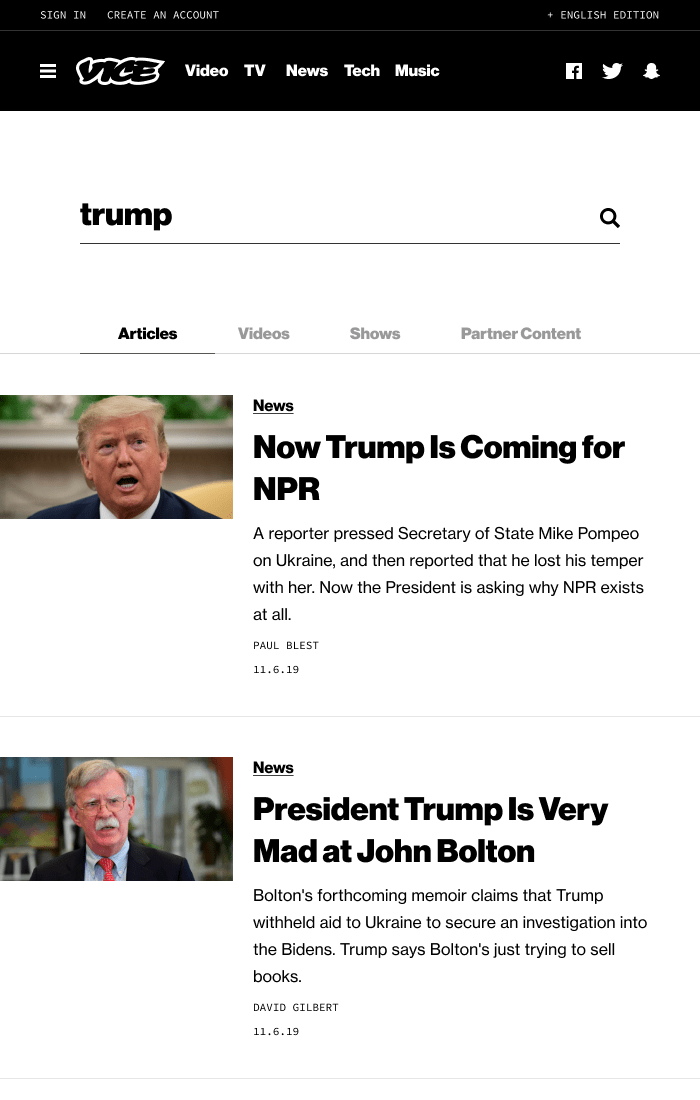 SIGN IN CREATE AN ACCOUNT + ENGLISH EDITION
VICE Video TV News Tech Music
trump
Articles Videos Shows Partner Content
News
Now Trump Is Coming for
NPR
A reporter pressed Secretary of State Mike Pompeo
on Ukraine, and then reported that he lost his temper
with her. Now the President is asking why NPR exists
at all.
PAUL BLEST
11.6.19
News
President Trump Is Very
Mad at John Bolton
Bolton's forthcoming memoir claims that Trump
withheld aid to Ukraine to secure an investigation into
the Bidens. Trump says Bolton's just trying to sell
books.
DAVID GILBERT
11.6.19